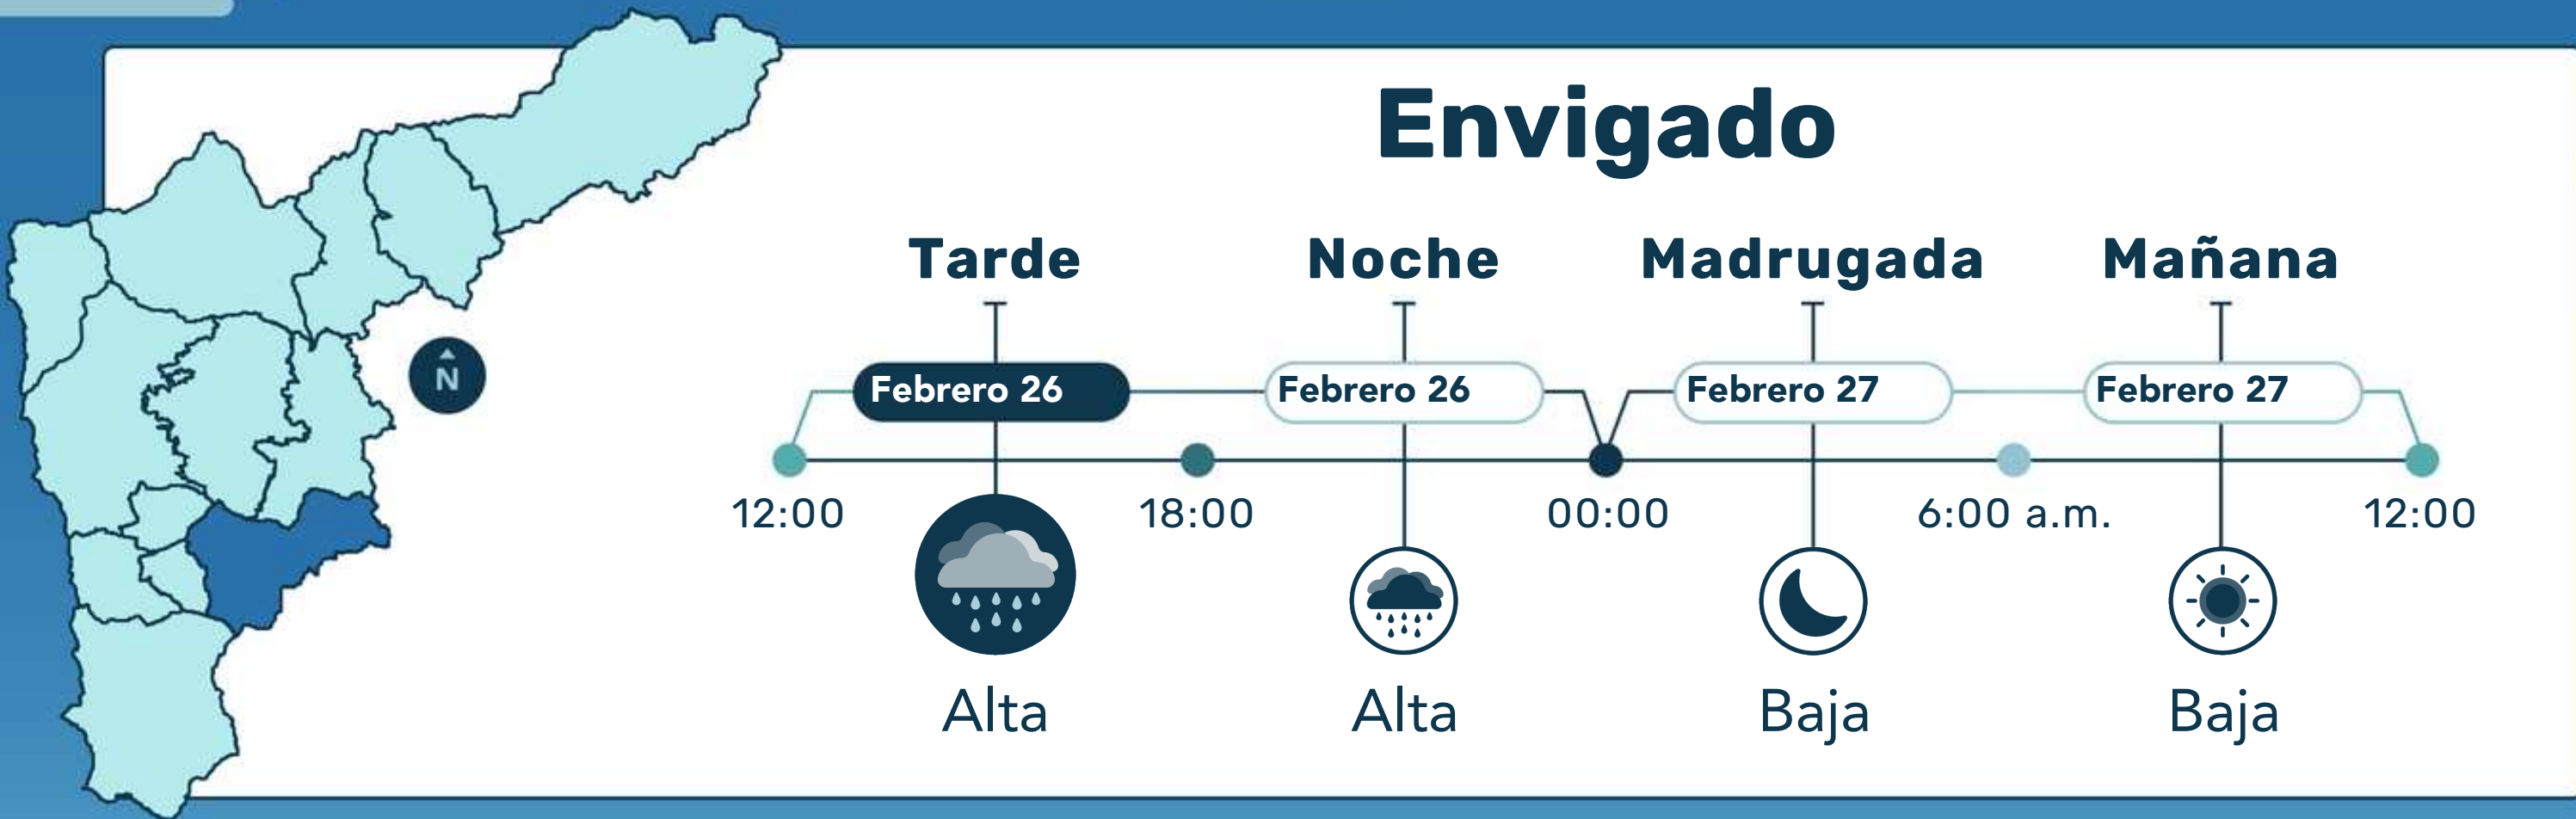 Envigado
Tarde Noche Madrugada Mañana
Febrero 26 Febrero 26 Febrero 27 Febrero 27
N
12:00 18:00 00:00 6:00 a.m. 12:00
Alta Alta Baja Baja